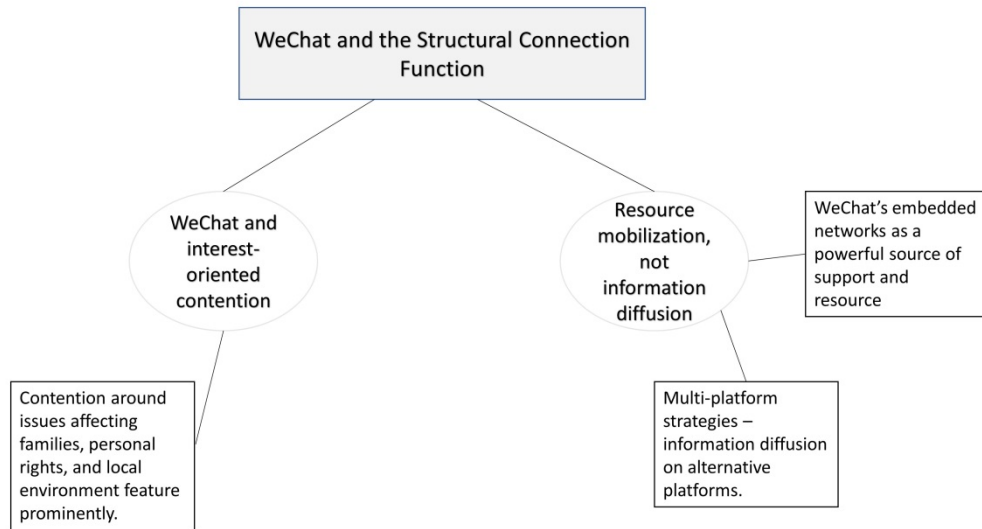 WeChat and the Structural Connection
Function
WeChat and
interest-
oriented
contention
Resource
mobilization,
not
information
diffusion
WeChat’s embedded
networks as a
powerful source of
support and
resource
Contention around
issues affecting
families, personal
rights, and local
environment feature
prominently.
Multi-platform
strategies –
information diffusion
on alternative
platforms.